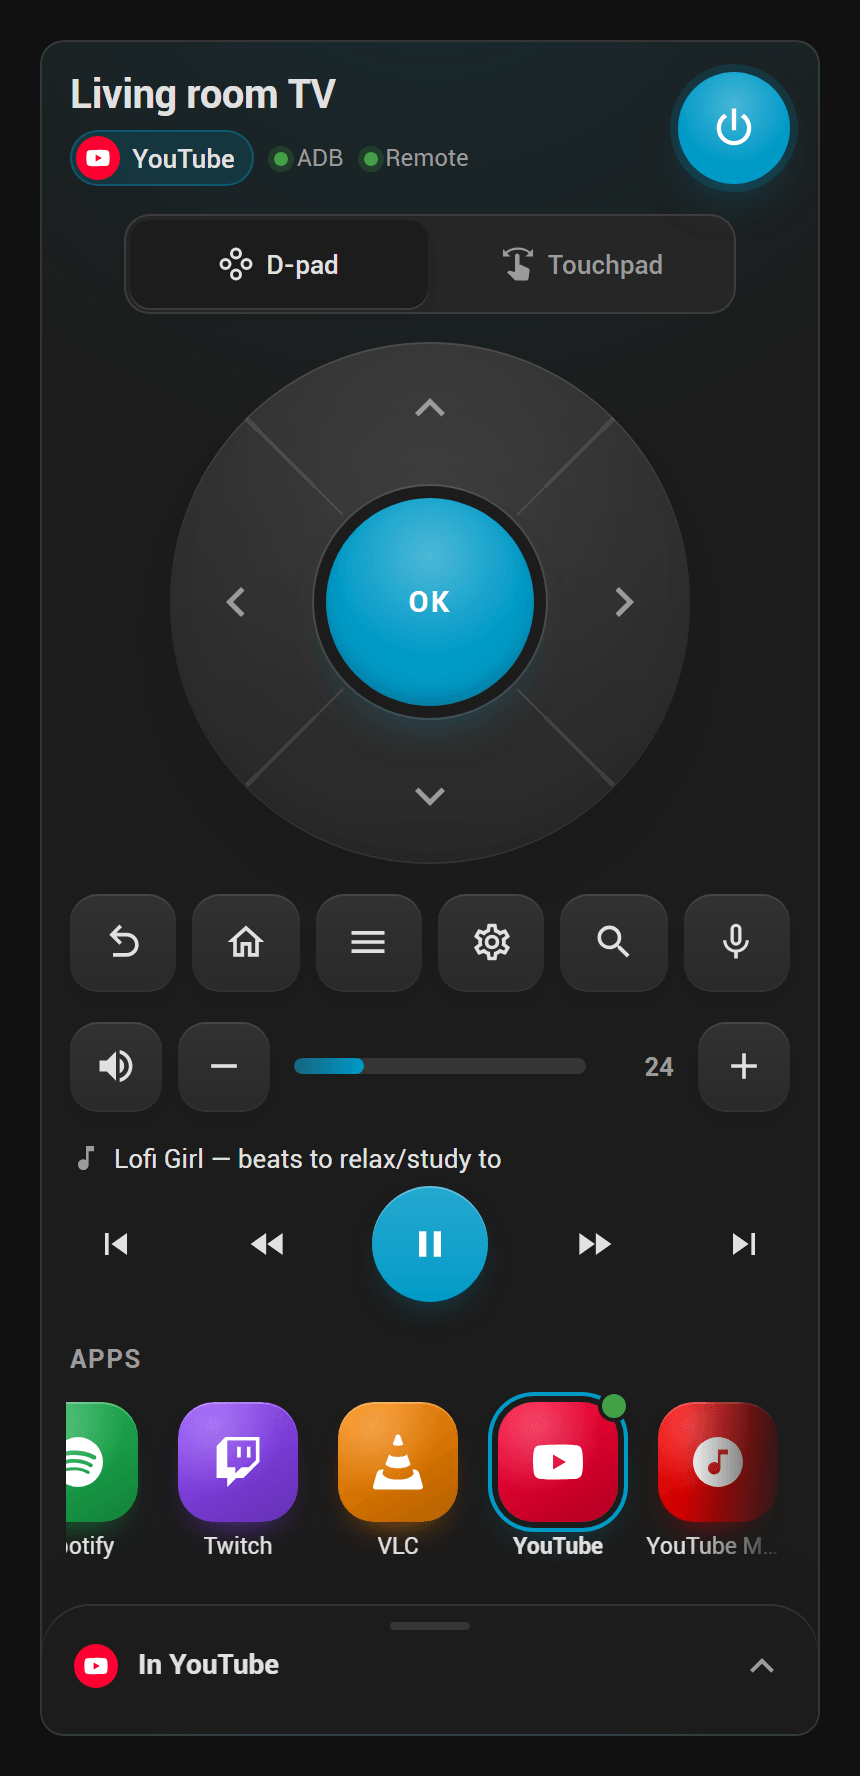 Living room TV
YouTube ADB Remote
D-pad Touchpad
OK
24
Lofi Girl — beats to relax/study to
APPS
otify Twitch VLC YouTube YouTube M...
In YouTube